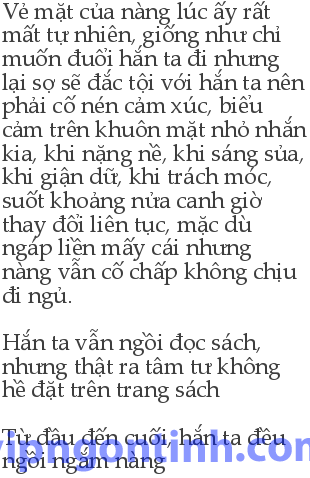 Vẻ mặt của nàng lúc ấy rất
mất tự nhiên, giống như chỉ
muốn đuổi hắn ta đi nhưng
lại sợ sẽ đắc tội với hắn ta nên
phải cố nén cảm xúc, biểu
cảm trên khuôn mặt nhỏ nhắn
kia, khi nặng nề, khi sáng sủa,
khi giận dữ, khi trách móc,
suốt khoảng nửa canh giờ
thay đổi liên tục, mặc dù
ngáp liền mấy cái nhưng
nàng vẫn cố chấp không chịu
đi ngủ.
Hắn ta vẫn ngồi đọc sách,
nhưng thật ra tâm tư không
hề đặt trên trang sách
Từ đầu đến cuối, hắn ta đều
ngồi ngắm nàng
vipngontinh.com